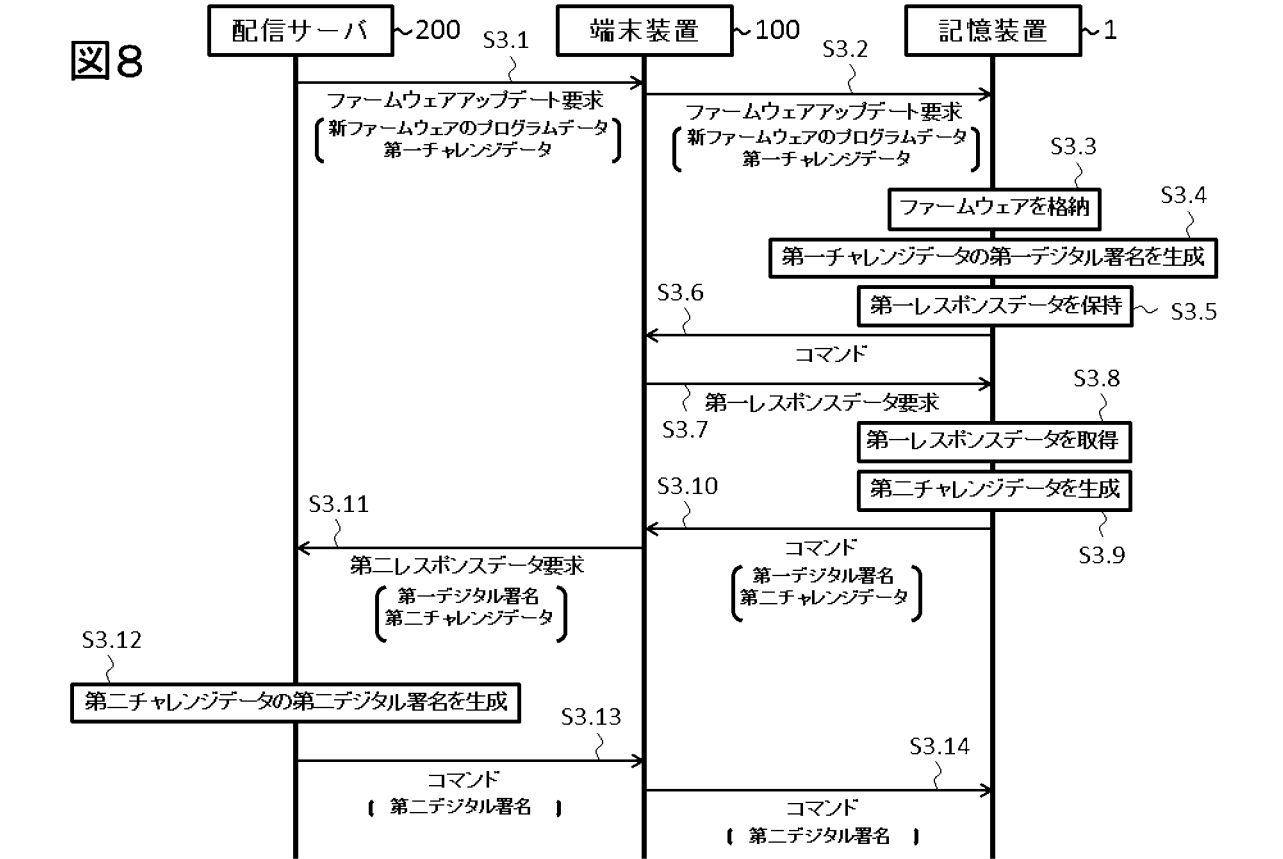 図8
配信サーバ 200
端末装置 100
記憶装置 1
S3.1
S3.2
ファームウェアアップデート要求
新ファームウェアのプログラムデータ
第一チャレンジデータ
ファームウェアアップデート要求
新ファームウェアのプログラムデータ
第一チャレンジデータ
S3.3
ファームウェアを格納
S3.4
第一チャレンジデータの第一デジタル署名を生成
第一レスポンスデータを保持
S3.5
S3.6
コマンド
第一レスポンスデータ要求
S3.7
S3.8
第一レスポンスデータを取得
第二チャレンジデータを生成
S3.9
S3.10
コマンド
第一デジタル署名
第二チャレンジデータ
S3.11
第二レスポンスデータ要求
第一デジタル署名
第二チャレンジデータ
S3.12
第二チャレンジデータの第二デジタル署名を生成
S3.13
コマンド
第二デジタル署名
S3.14
コマンド
第二デジタル署名